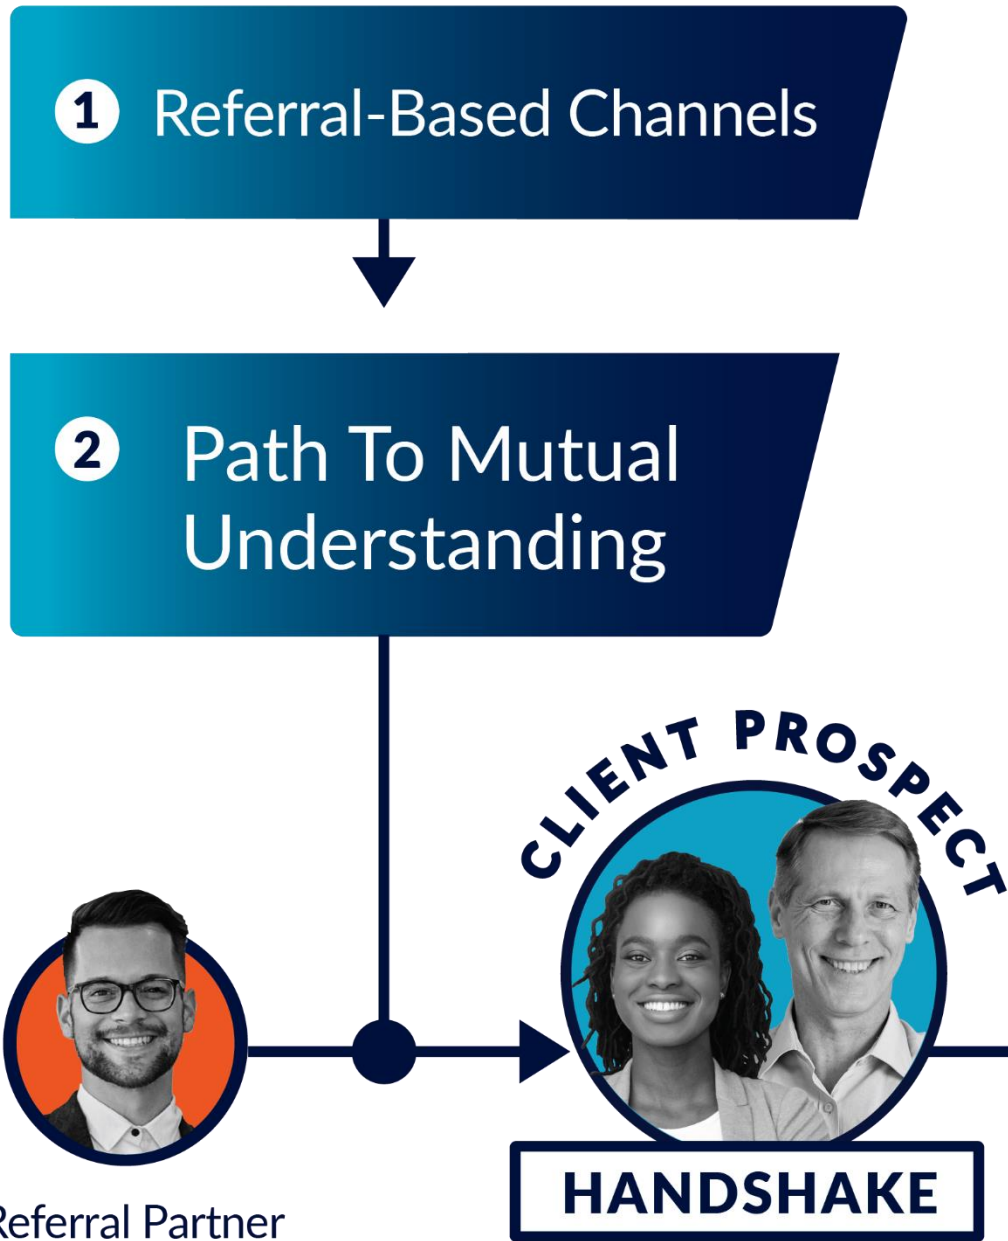 1 Referral-Based Channels
2 Path To Mutual
Understanding
CLIENT PROSPECT
HANDSHAKE
Referral Partner